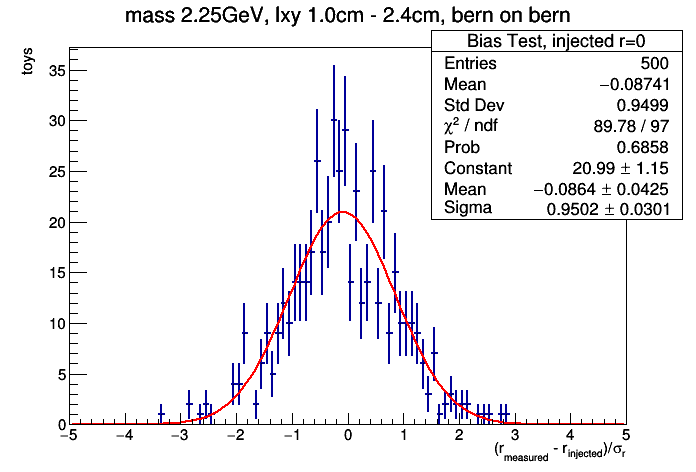 mass 2.25GeV, lxy 1.0cm - 2.4cm, bern on bern
Bias Test, injected r=0
Entries 500
Mean −0.08741
Std Dev 0.9499
χ² / ndf 89.78 / 97
Prob 0.6858
Constant 20.99 ± 1.15
Mean −0.0864 ± 0.0425
Sigma 0.9502 ± 0.0301
toys
35
30
25
20
15
10
5
0
−5 −4 −3 −2 −1 0 1 2 3 4 5
(r_measured - r_injected)/σ_r